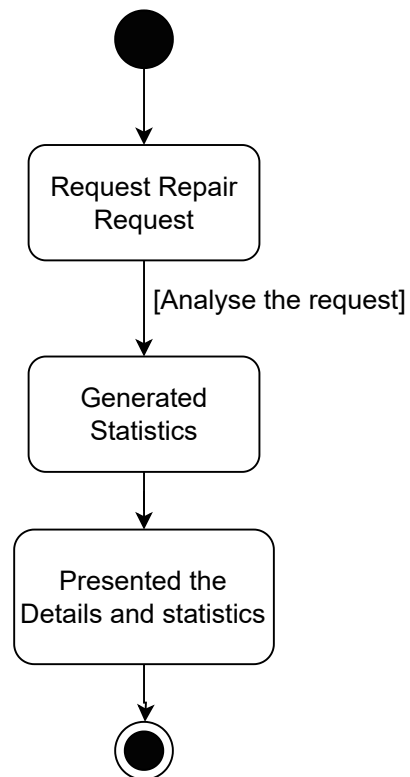 Request Repair
Request
[Analyse the request]
Generated
Statistics
Presented the
Details and statistics